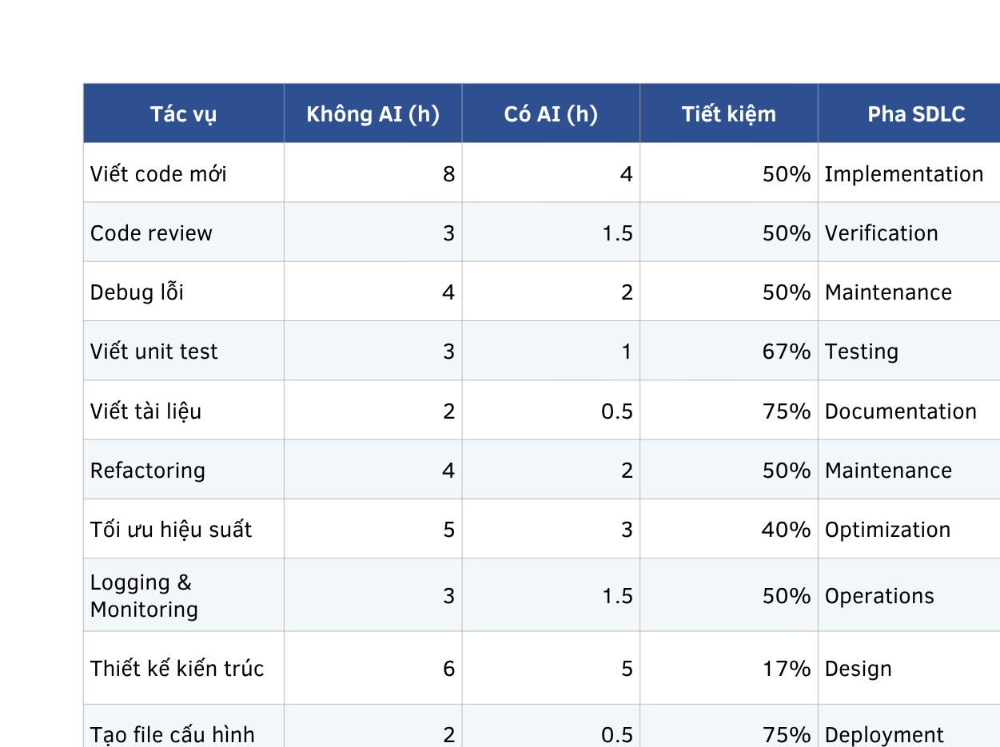 Tác vụ Không AI (h) Có AI (h) Tiết kiệm Pha SDLC
Viết code mới 8 4 50% Implementation
Code review 3 1.5 50% Verification
Debug lỗi 4 2 50% Maintenance
Viết unit test 3 1 67% Testing
Viết tài liệu 2 0.5 75% Documentation
Refactoring 4 2 50% Maintenance
Tối ưu hiệu suất 5 3 40% Optimization
Logging &
Monitoring 3 1.5 50% Operations
Thiết kế kiến trúc 6 5 17% Design
Tạo file cấu hình 2 0.5 75% Deployment